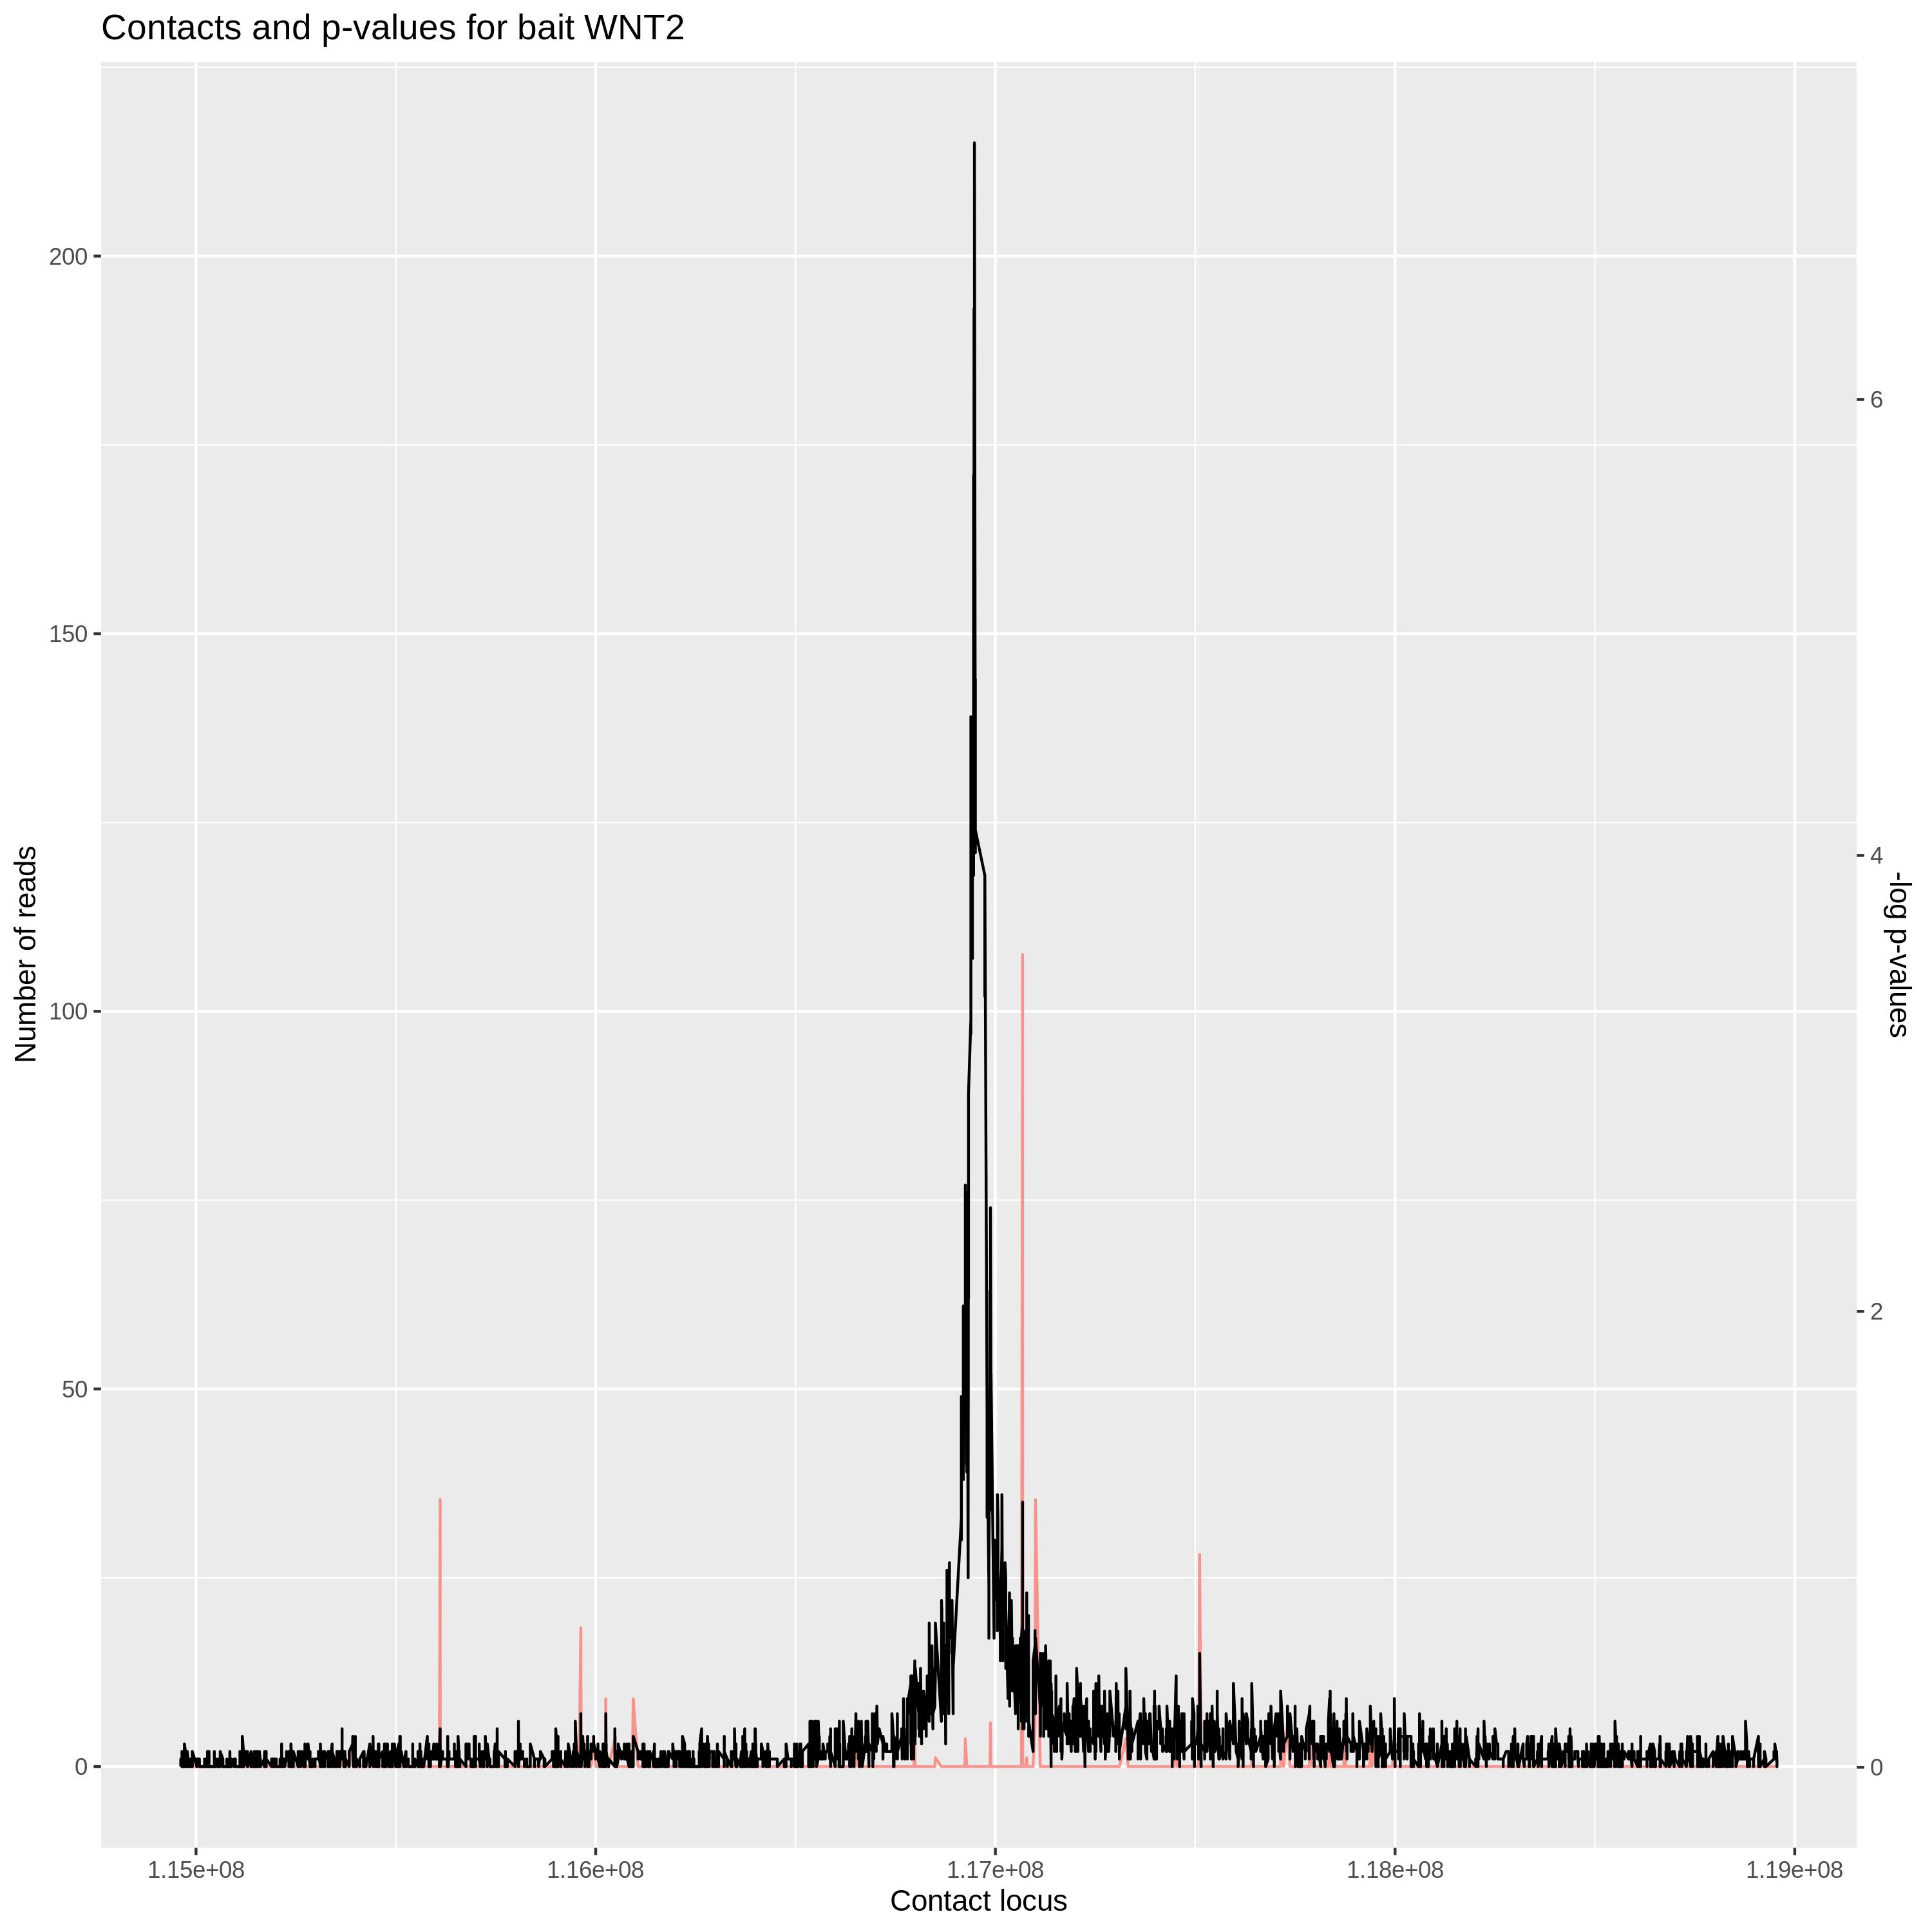 Contacts and p-values for bait WNT2
200
150
100
50
0
Number of reads
6
4
2
0
-log p-values
1.15e+08
1.16e+08
1.17e+08
1.18e+08
1.19e+08
Contact locus